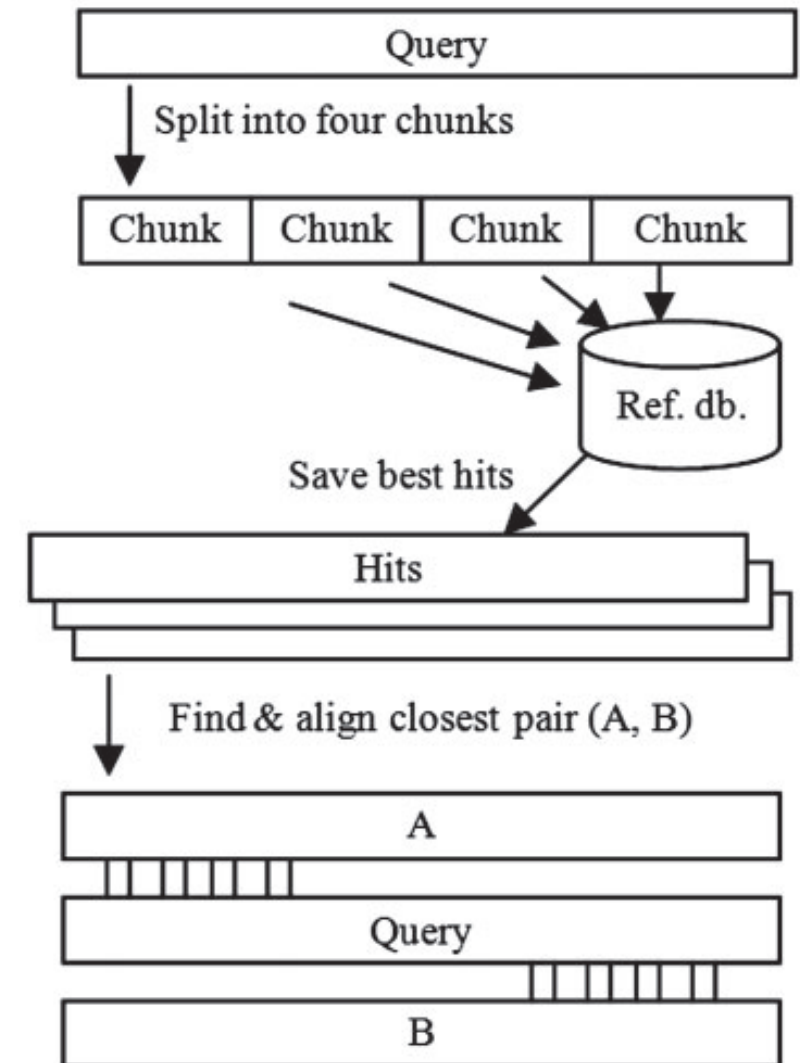 Query
Split into four chunks
Chunk Chunk Chunk Chunk
Ref. db.
Save best hits
Hits
Find & align closest pair (A, B)
A
Query
B